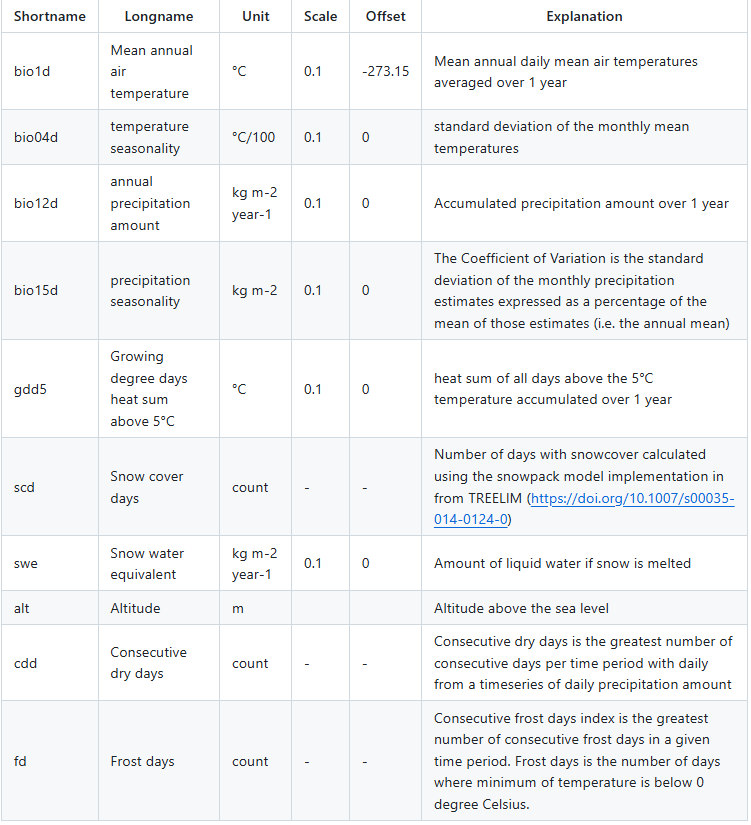 Shortname Longname Unit Scale Offset Explanation
bio1d Mean annual air temperature °C 0.1 -273.15 Mean annual daily mean air temperatures averaged over 1 year
bio04d temperature seasonality °C/100 0.1 0 standard deviation of the monthly mean temperatures
bio12d annual precipitation amount kg m-2 year-1 0.1 0 Accumulated precipitation amount over 1 year
bio15d precipitation seasonality kg m-2 0.1 0 The Coefficient of Variation is the standard deviation of the monthly precipitation estimates expressed as a percentage of the mean of those estimates (i.e. the annual mean)
gdd5 Growing degree days heat sum above 5°C °C 0.1 0 heat sum of all days above the 5°C temperature accumulated over 1 year
scd Snow cover days count - - Number of days with snowcover calculated using the snowpack model implementation in from TREELIM (https://doi.org/10.1007/s00035-014-0124-0)
swe Snow water equivalent kg m-2 year-1 0.1 0 Amount of liquid water if snow is melted
alt Altitude m Altitude above the sea level
cdd Consecutive dry days count - - Consecutive dry days is the greatest number of consecutive days per time period with daily from a timeseries of daily precipitation amount
fd Frost days count - - Consecutive frost days index is the greatest number of consecutive frost days in a given time period. Frost days is the number of days where minimum of temperature is below 0 degree Celsius.